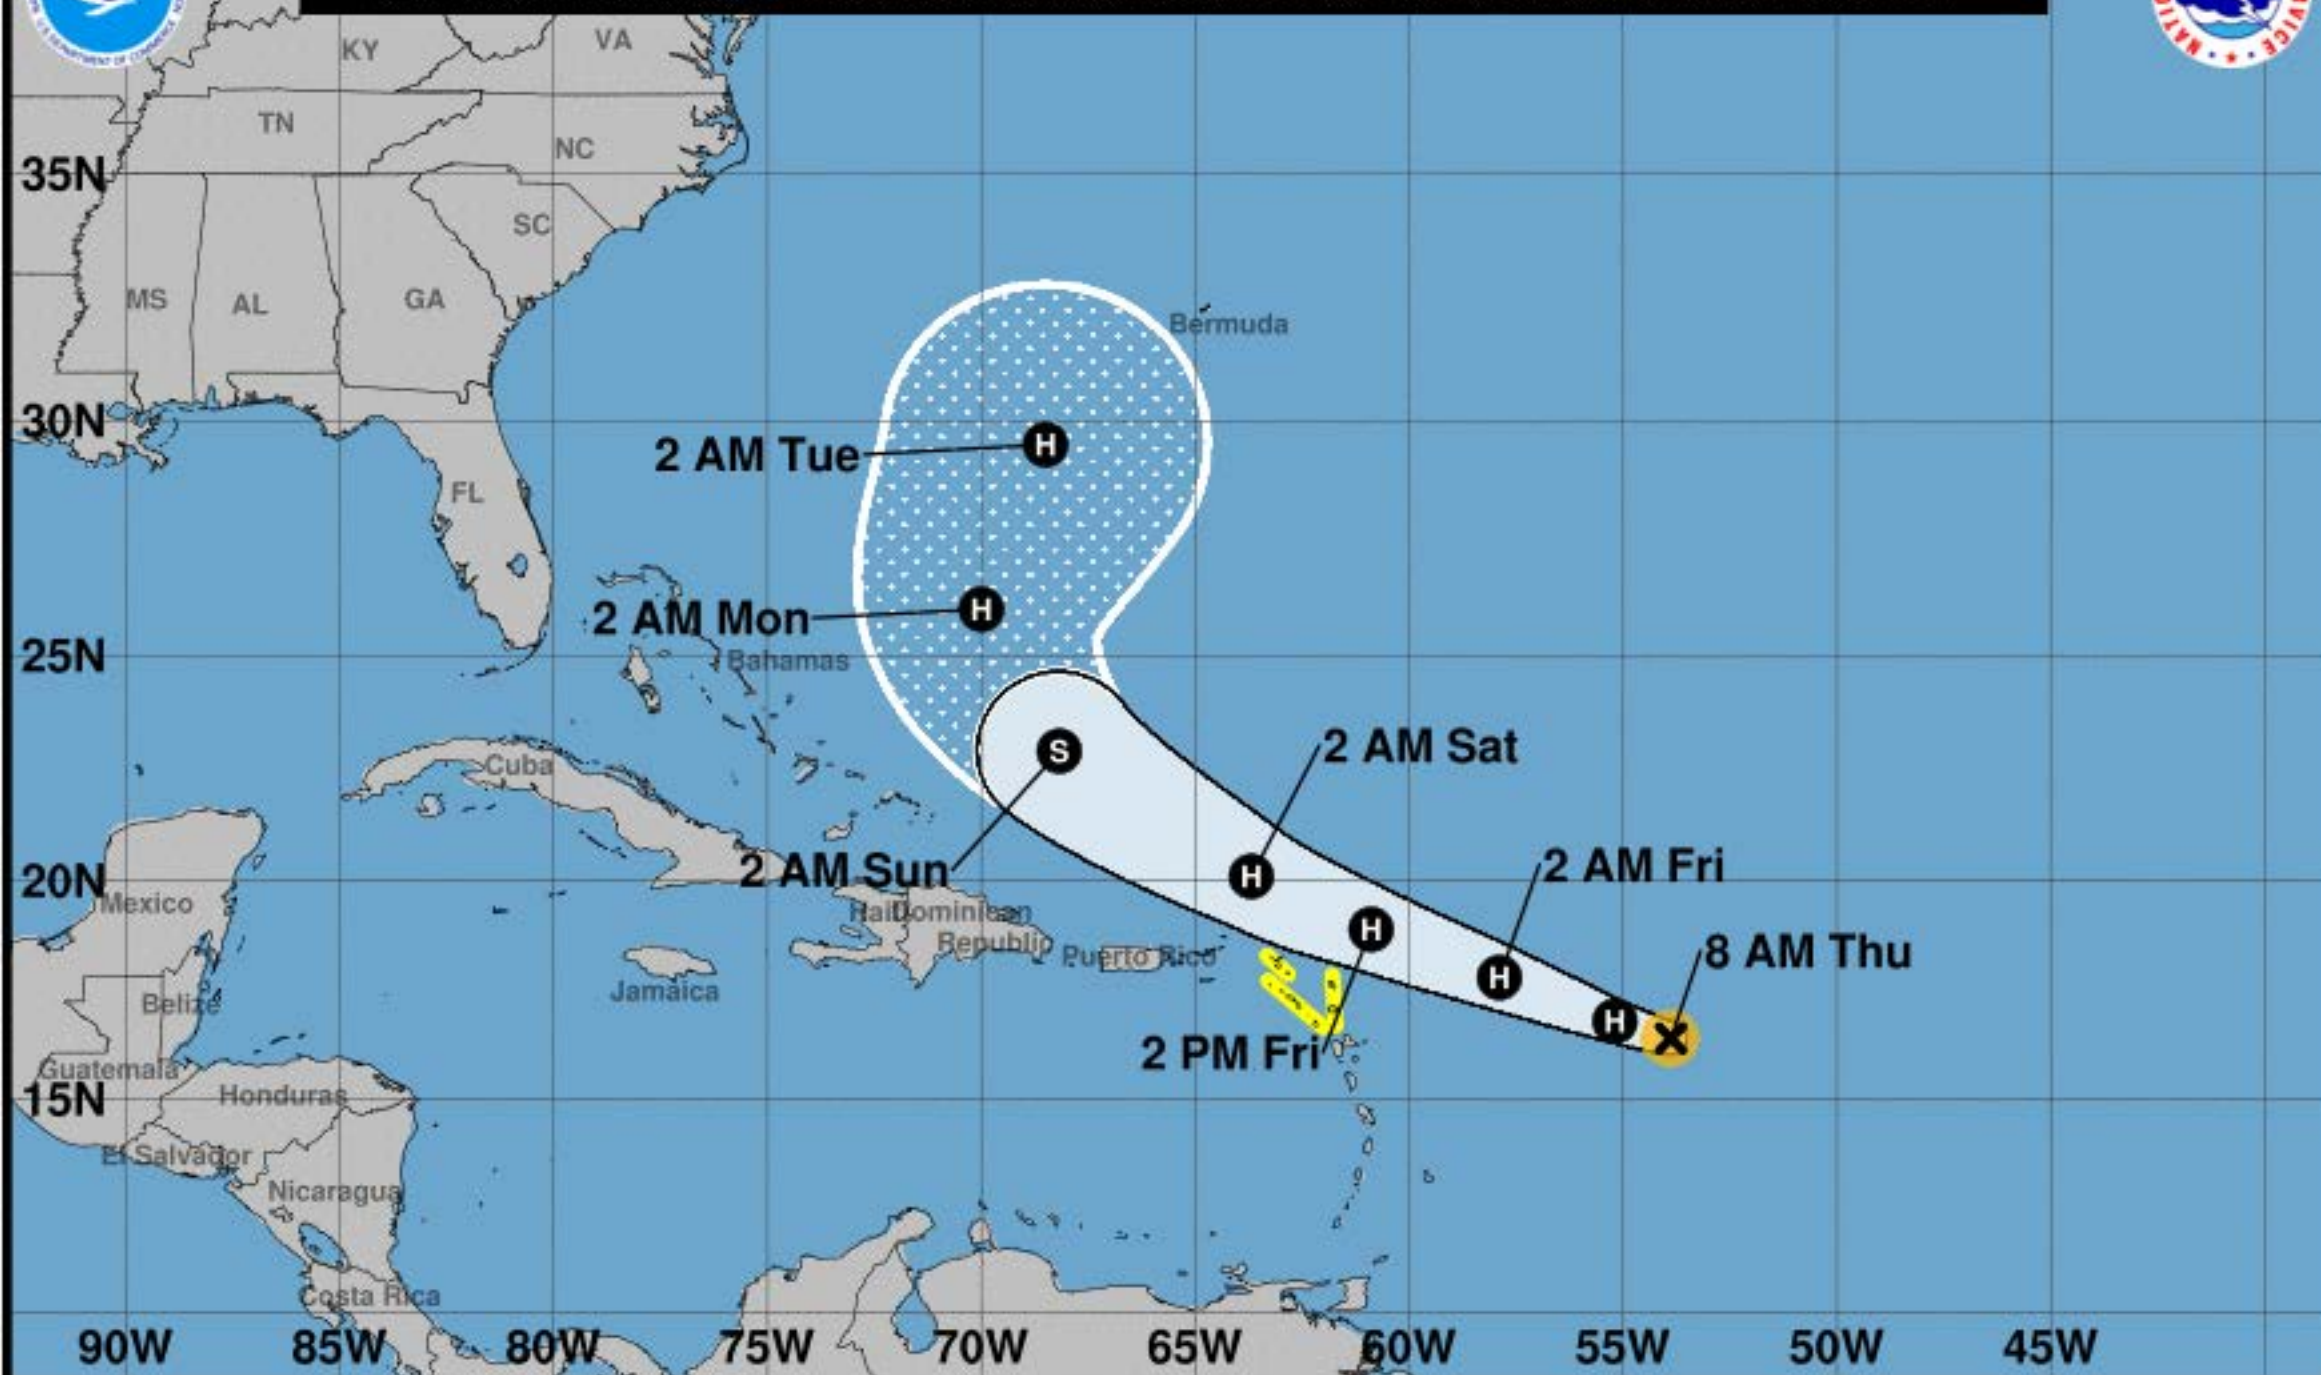 U.S. DEPARTMENT OF COMMERCE
KY
VA
TN
NC
35N
SC
MS
AL
GA
Bermuda
30N
2 AM Tue
H
FL
2 AM Mon
H
25N
Bahamas
S
2 AM Sat
Cuba
2 AM Sun
H
2 AM Fri
20N
Mexico
Haiti
Dominican
Republic
H
Puerto Rico
8 AM Thu
H
Jamaica
Belize
H
X
2 PM Fri
Guatemala
15N
Honduras
El Salvador
Nicaragua
Costa Rica
90W
85W
80W
75W
70W
65W
60W
55W
50W
45W